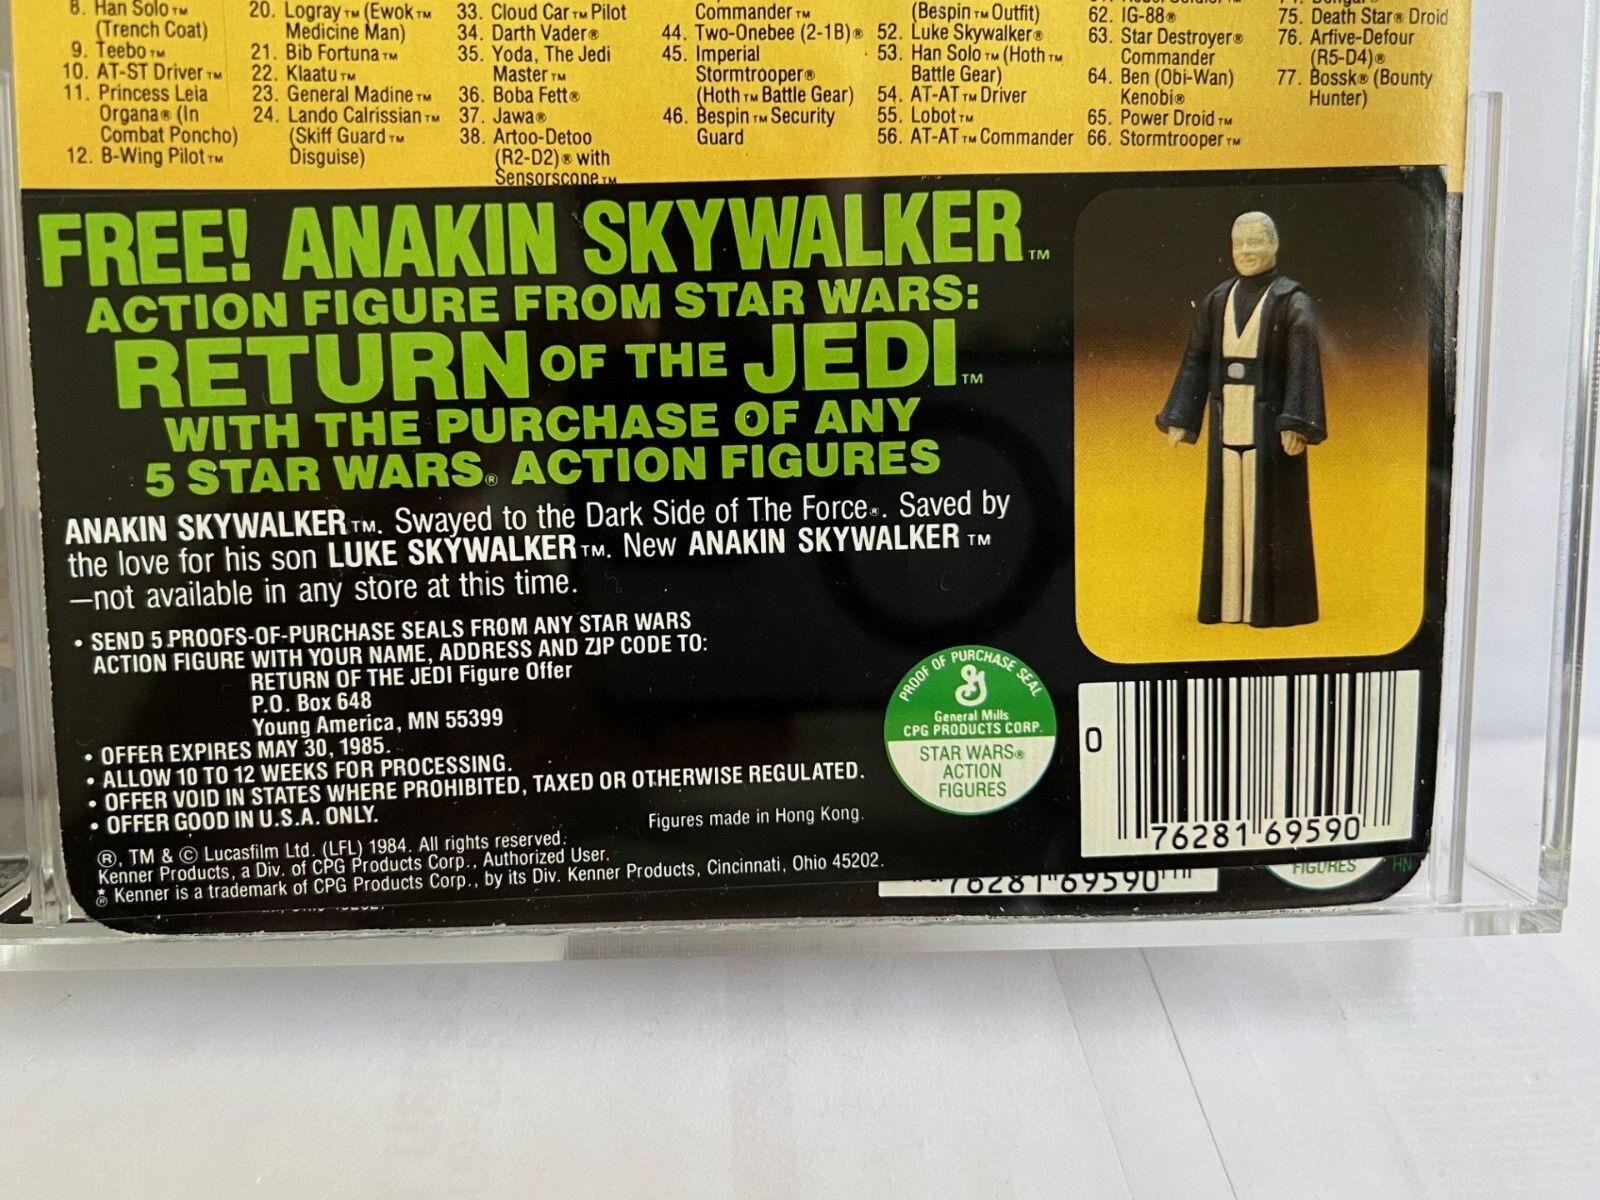 8. Han Solo™
(Trench Coat)
9. Teebo™
10. AT-ST Driver™
11. Princess Leia
Organa® (In
Combat Poncho)
12. B-Wing Pilot™
20. Logray™ (Ewok™
Medicine Man)
21. Bib Fortuna™
22. Klaatu™
23. General Madine™
24. Lando Calrissian™
(Skiff Guard™
Disguise)
33. Cloud Car™ Pilot
34. Darth Vader®
35. Yoda, The Jedi
Master™
36. Boba Fett®
37. Jawa®
38. Artoo-Detoo
(R2-D2)® with
Sensorscope™
Commander™
44. Two-Onebee (2-1B)®
45. Imperial
Stormtrooper®
(Hoth™ Battle Gear)
46. Bespin™ Security
Guard
(Bespin™ Outfit)
52. Luke Skywalker®
53. Han Solo™ (Hoth™
Battle Gear)
54. AT-AT™ Driver
55. Lobot™
56. AT-AT™ Commander
62. IG-88®
63. Star Destroyer®
Commander
64. Ben (Obi-Wan)
Kenobi®
65. Power Droid™
66. Stormtrooper™
75. Death Star® Droid
76. Arfive-Defour
(R5-D4)®
77. Bossk® (Bounty
Hunter)
FREE! ANAKIN SKYWALKER™
ACTION FIGURE FROM STAR WARS:
RETURN OF THE JEDI™
WITH THE PURCHASE OF ANY
5 STAR WARS® ACTION FIGURES
ANAKIN SKYWALKER™. Swayed to the Dark Side of The Force®. Saved by
the love for his son LUKE SKYWALKER™. New ANAKIN SKYWALKER™
—not available in any store at this time.
• SEND 5 PROOFS-OF-PURCHASE SEALS FROM ANY STAR WARS
ACTION FIGURE WITH YOUR NAME, ADDRESS AND ZIP CODE TO:
RETURN OF THE JEDI Figure Offer
P.O. Box 648
Young America, MN 55399
• OFFER EXPIRES MAY 30, 1985.
• ALLOW 10 TO 12 WEEKS FOR PROCESSING.
• OFFER VOID IN STATES WHERE PROHIBITED, TAXED OR OTHERWISE REGULATED.
• OFFER GOOD IN U.S.A. ONLY.
Figures made in Hong Kong.
®, TM & © Lucasfilm Ltd. (LFL) 1984. All rights reserved.
Kenner Products, a Div. of CPG Products Corp., Authorized User.
* ® Kenner is a trademark of CPG Products Corp., by its Div. Kenner Products, Cincinnati, Ohio 45202.
PROOF OF PURCHASE SEAL
G
General Mills
CPG PRODUCTS CORP.
STAR WARS®
ACTION
FIGURES
0 76281 69590
76281 69590
FIGURES
HN